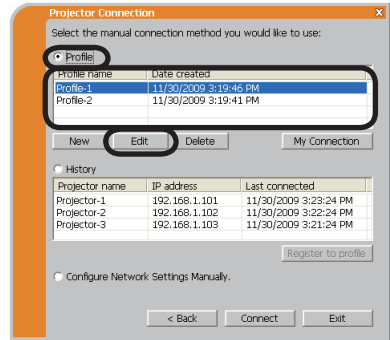 Projector Connection X
Select the manual connection method you would like to use:
Profile
Profile name Date created
Profile-1 11/30/2009 3:19:46 PM
Profile-2 11/30/2009 3:19:41 PM
New Edit Delete My Connection
History
Projector name IP address Last connected
Projector-1 192.168.1.101 11/30/2009 3:23:24 PM
Projector-2 192.168.1.102 11/30/2009 3:22:24 PM
Projector-3 192.168.1.103 11/30/2009 3:21:24 PM
Register to profile
Configure Network Settings Manually.
< Back Connect Exit